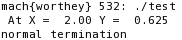 mach{worthey} 532: ./test
 At X =  2.00 Y =  0.625
normal termination